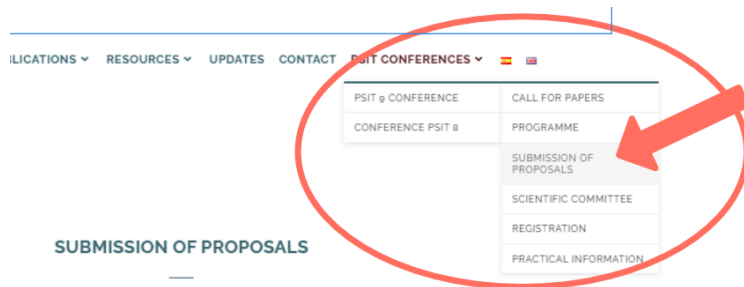 LICATIONS RESOURCES UPDATES CONTACT PSIT CONFERENCES
PSIT 9 CONFERENCE
CONFERENCE PSIT 8
CALL FOR PAPERS
PROGRAMME
SUBMISSION OF
PROPOSALS
SCIENTIFIC COMMITTEE
REGISTRATION
PRACTICAL INFORMATION
SUBMISSION OF PROPOSALS